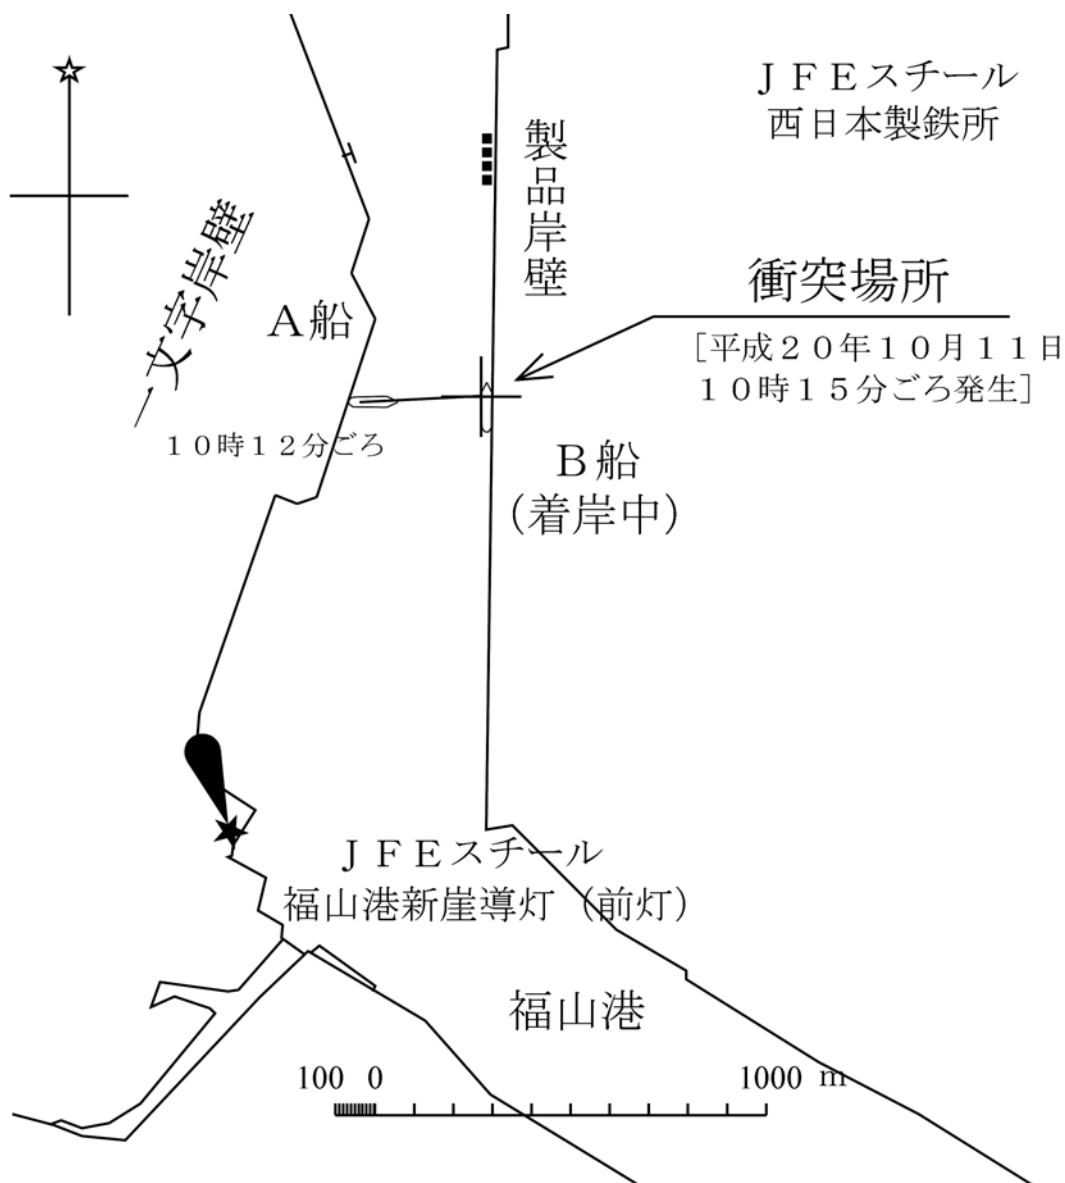 ＪＦＥスチール
西日本製鉄所
製品岸壁
一文字岸壁
衝突場所
［平成２０年１０月１１日
１０時１５分ごろ発生］
Ａ船
１０時１２分ごろ
Ｂ船
（着岸中）
ＪＦＥスチール
福山港新崖導灯（前灯）
福山港
100 0 1000 m